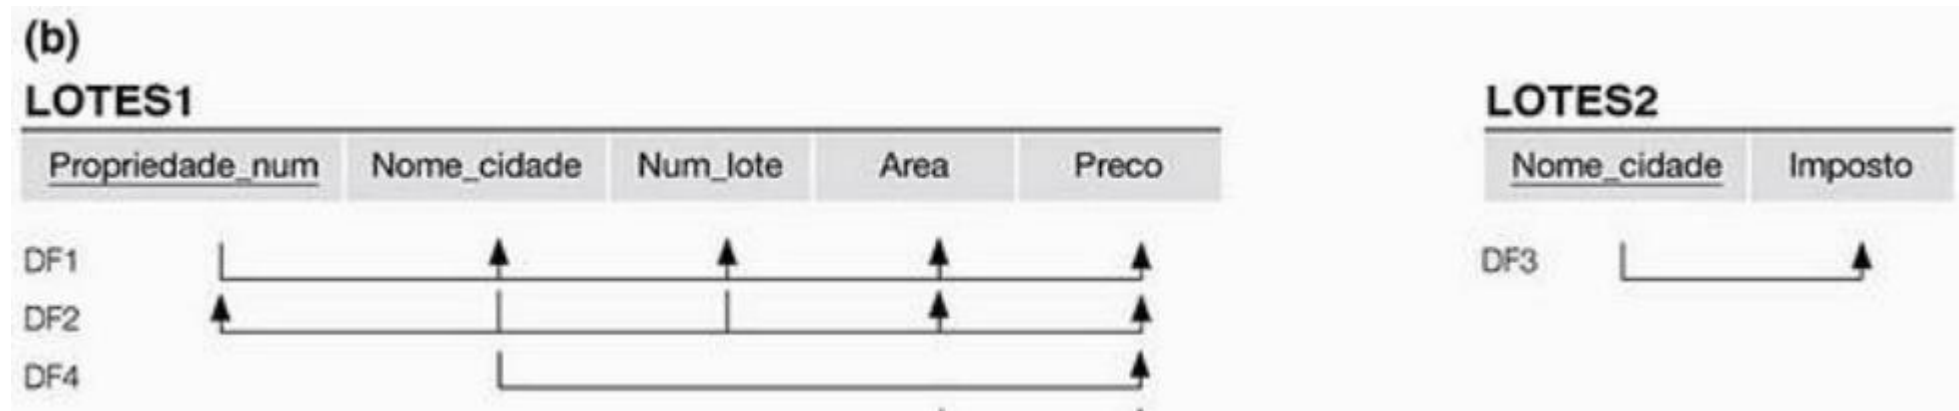 (b)
LOTES1
Propriedade_num Nome_cidade Num_lote Area Preco
DF1
DF2
DF4
LOTES2
Nome_cidade Imposto
DF3